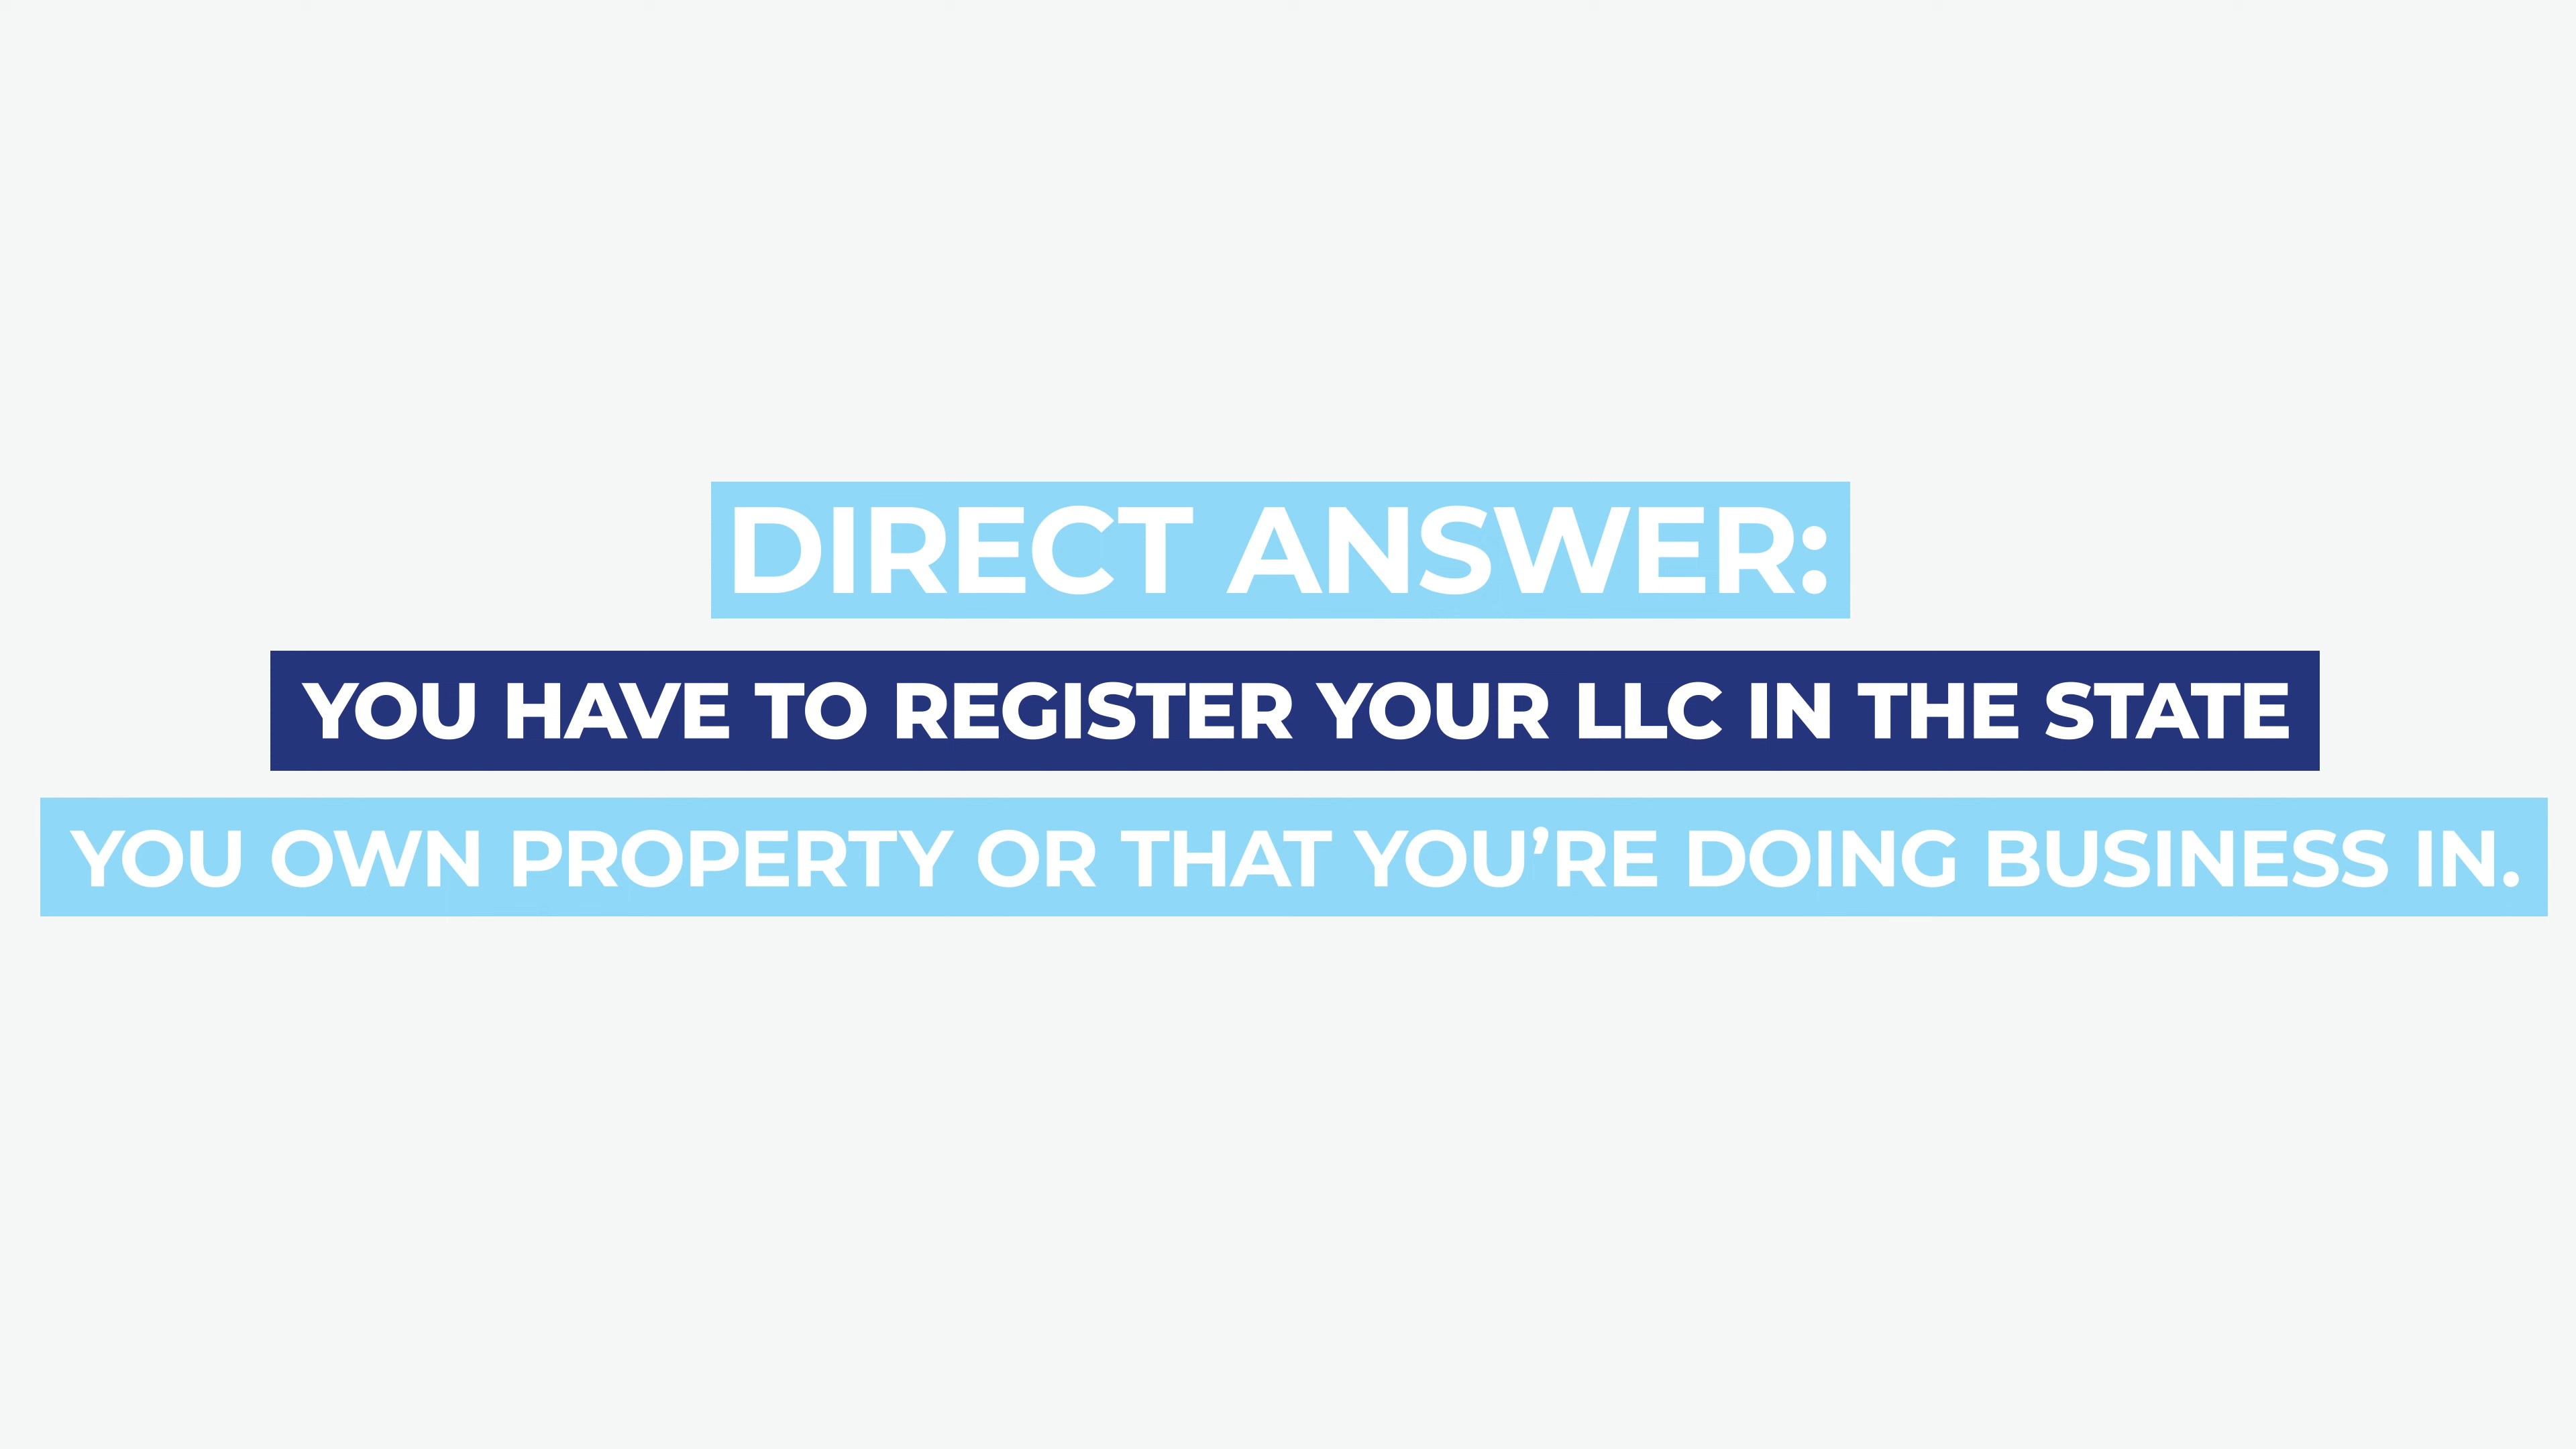 DIRECT ANSWER:
YOU HAVE TO REGISTER YOUR LLC IN THE STATE
YOU OWN PROPERTY OR THAT YOU’RE DOING BUSINESS IN.